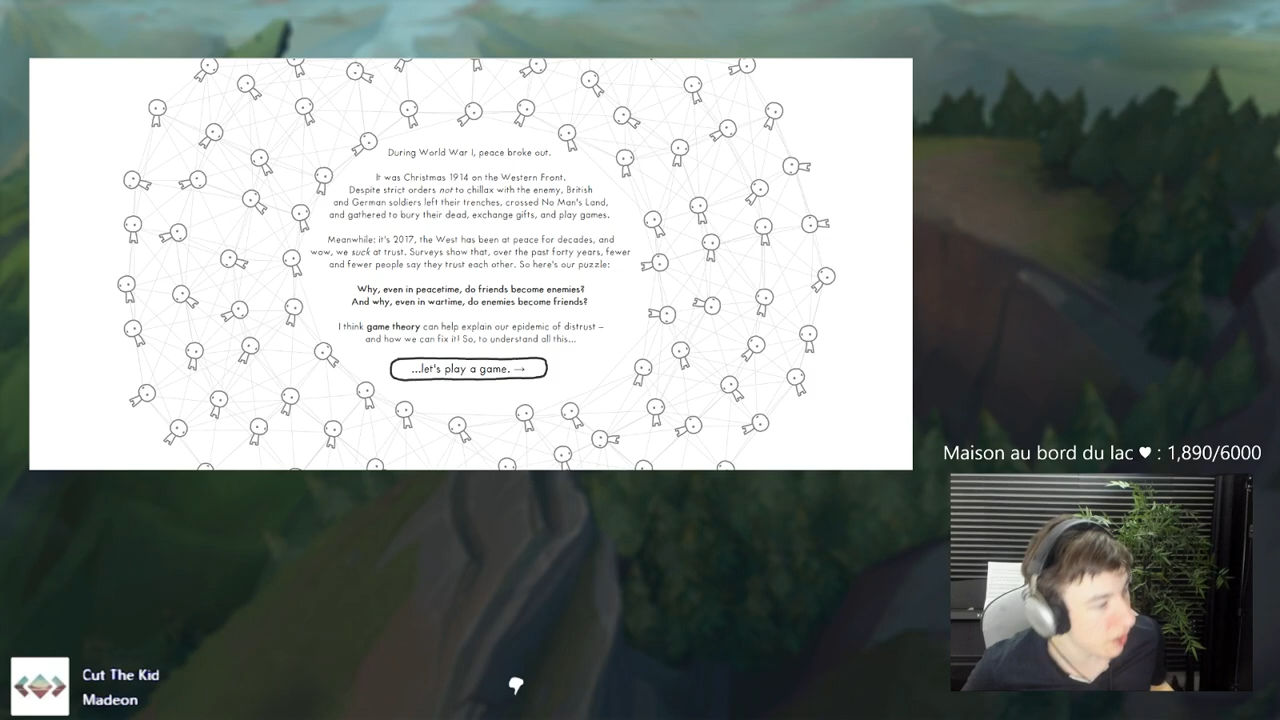 During World War I, peace broke out.
It was Christmas 1914 on the Western Front.
Despite strict orders not to chillax with the enemy, British
and German soldiers left their trenches, crossed No Man's Land,
and gathered to bury their dead, exchange gifts, and play games.
Meanwhile: it's 2017, the West has been at peace for decades, and
wow, we suck at trust. Surveys show that, over the past forty years, fewer
and fewer people say they trust each other. So here's our puzzle:
Why, even in peacetime, do friends become enemies?
And why, even in wartime, do enemies become friends?
I think game theory can help explain our epidemic of distrust –
and how we can fix it! So, to understand all this...
...let's play a game. →
Maison au bord du lac ♥ : 1,890/6000
Cut The Kid
Madeon